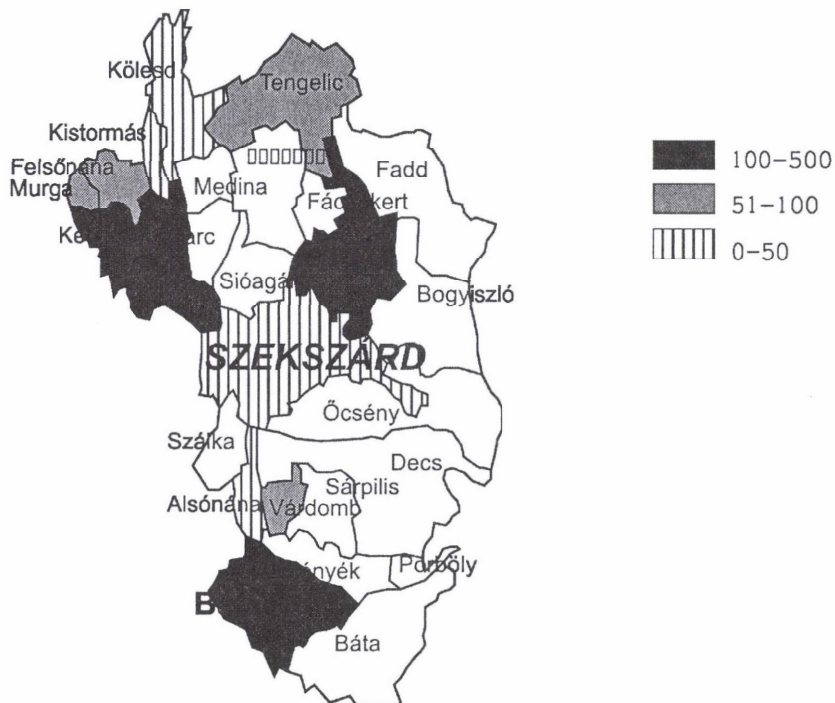 Kölesd
Tengelic
Kistormás
Felsőnána
Murga
Medina
Fadd
100-500
51-100
0-50
Sióagár
Bogyiszló
SZEKSZÁRD
Őcsény
Szálka
Decs
Sárpilis
Alsónána
Várdomb
Pörböly
Báta